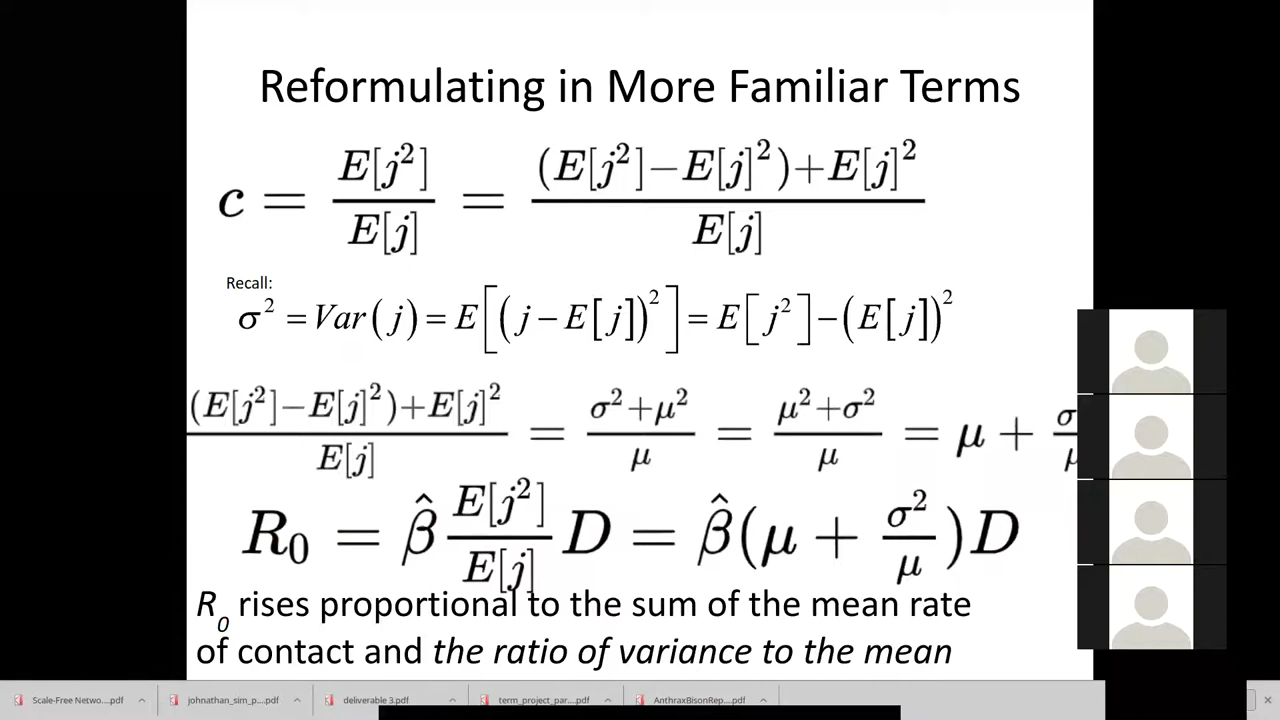 Reformulating in More Familiar Terms
c = E[j²] / E[j] = ((E[j²]−E[j]²)+E[j]²) / E[j]
Recall:
σ² = Var(j) = E[(j − E[j])²] = E[j²] − (E[j])²
((E[j²]−E[j]²)+E[j]²) / E[j] = (σ²+μ²) / μ = (μ²+σ²) / μ = μ + σ
R₀ = β̂ (E[j²] / E[j]) D = β̂(μ + σ²/μ)D
R₀ rises proportional to the sum of the mean rate
of contact and the ratio of variance to the mean
Scale-Free Netwo....pdf
johnathan_sim_p....pdf
deliverable 3.pdf
term_project_par....pdf
AnthraxBisonRep....pdf